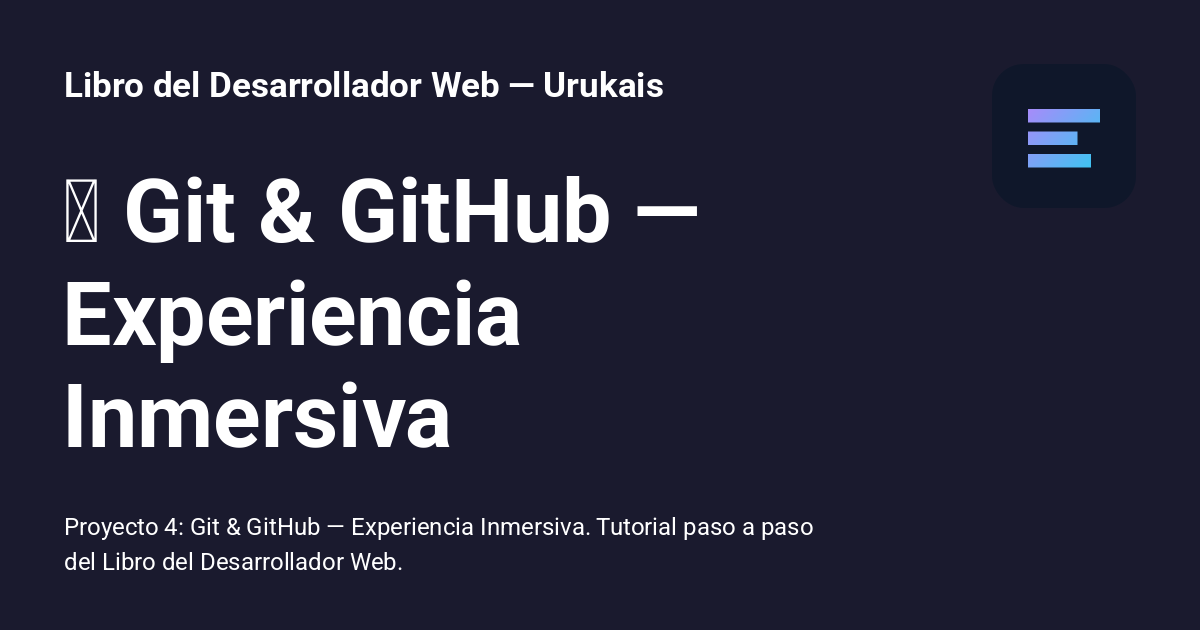 Libro del Desarrollador Web — Urukais
Git & GitHub —
Experiencia
Inmersiva
Proyecto 4: Git & GitHub — Experiencia Inmersiva. Tutorial paso a paso
del Libro del Desarrollador Web.